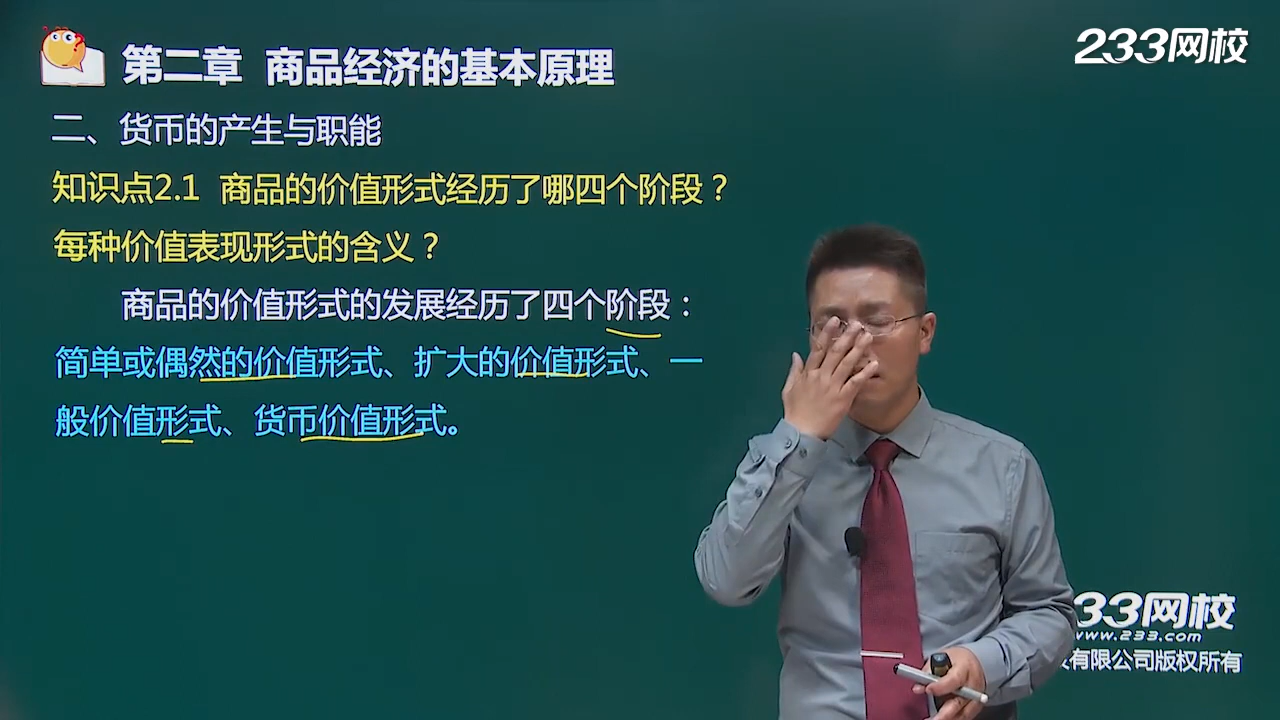 第二章 商品经济的基本原理
233网校
二、货币的产生与职能
知识点2.1 商品的价值形式经历了哪四个阶段？
每种价值表现形式的含义？
商品的价值形式的发展经历了四个阶段：
简单或偶然的价值形式、扩大的价值形式、一
般价值形式、货币价值形式。
33网校
www.233.com
有限公司版权所有